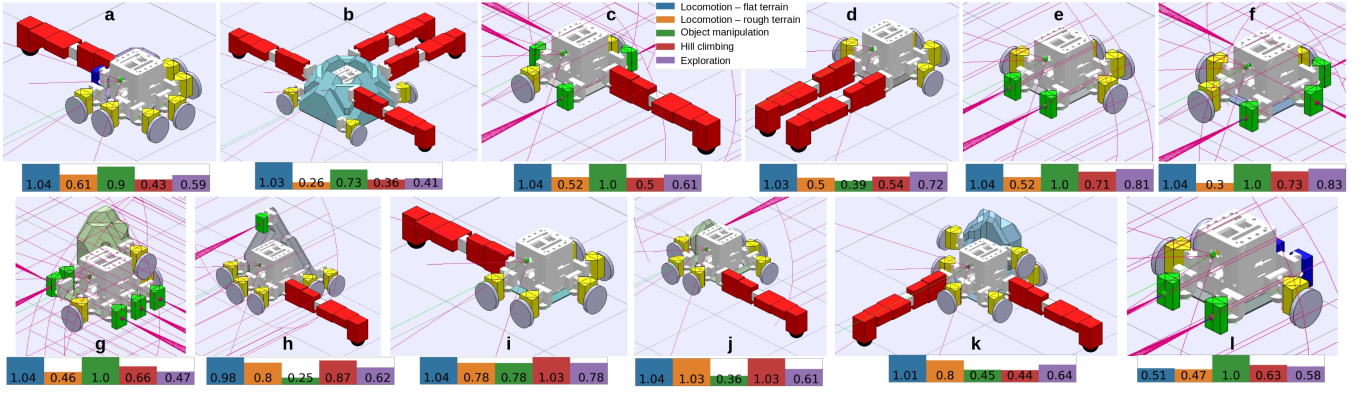 a b c d e f
Locomotion – flat terrain
Locomotion – rough terrain
Object manipulation
Hill climbing
Exploration
1.04 0.61 0.9 0.43 0.59
1.03 0.26 0.73 0.36 0.41
1.04 0.52 1.0 0.5 0.61
1.03 0.5 0.39 0.54 0.72
1.04 0.52 1.0 0.71 0.81
1.04 0.3 1.0 0.73 0.83
g h i j k l
1.04 0.46 1.0 0.66 0.47
0.98 0.8 0.25 0.87 0.62
1.04 0.78 0.78 1.03 0.78
1.04 1.03 0.36 1.03 0.61
1.01 0.8 0.45 0.44 0.64
0.51 0.47 1.0 0.63 0.58